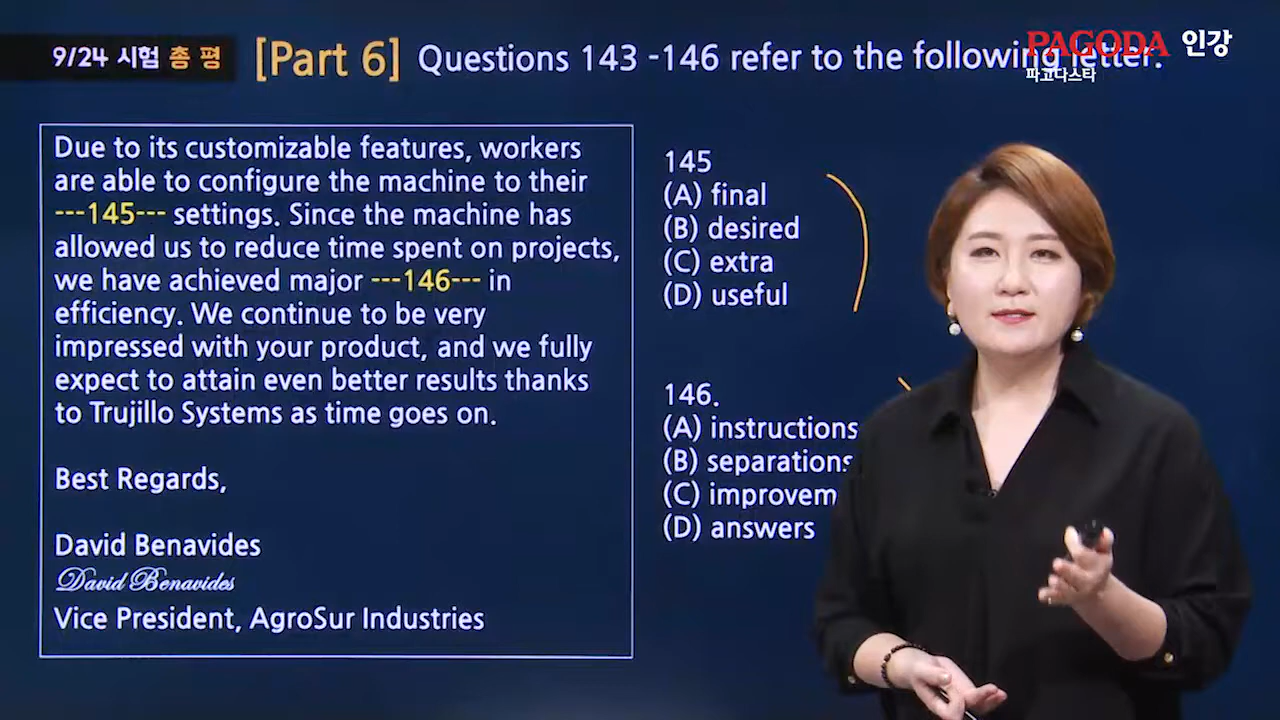 9/24 시험 총 평
[Part 6] Questions 143 -146 refer to the following letter.
PAGODA 인강
파고다스타
Due to its customizable features, workers
are able to configure the machine to their
---145--- settings. Since the machine has
allowed us to reduce time spent on projects,
we have achieved major ---146--- in
efficiency. We continue to be very
impressed with your product, and we fully
expect to attain even better results thanks
to Trujillo Systems as time goes on.
Best Regards,
David Benavides
David Benavides
Vice President, AgroSur Industries
145
(A) final
(B) desired
(C) extra
(D) useful
146.
(A) instructions
(B) separations
(C) improvem
(D) answers